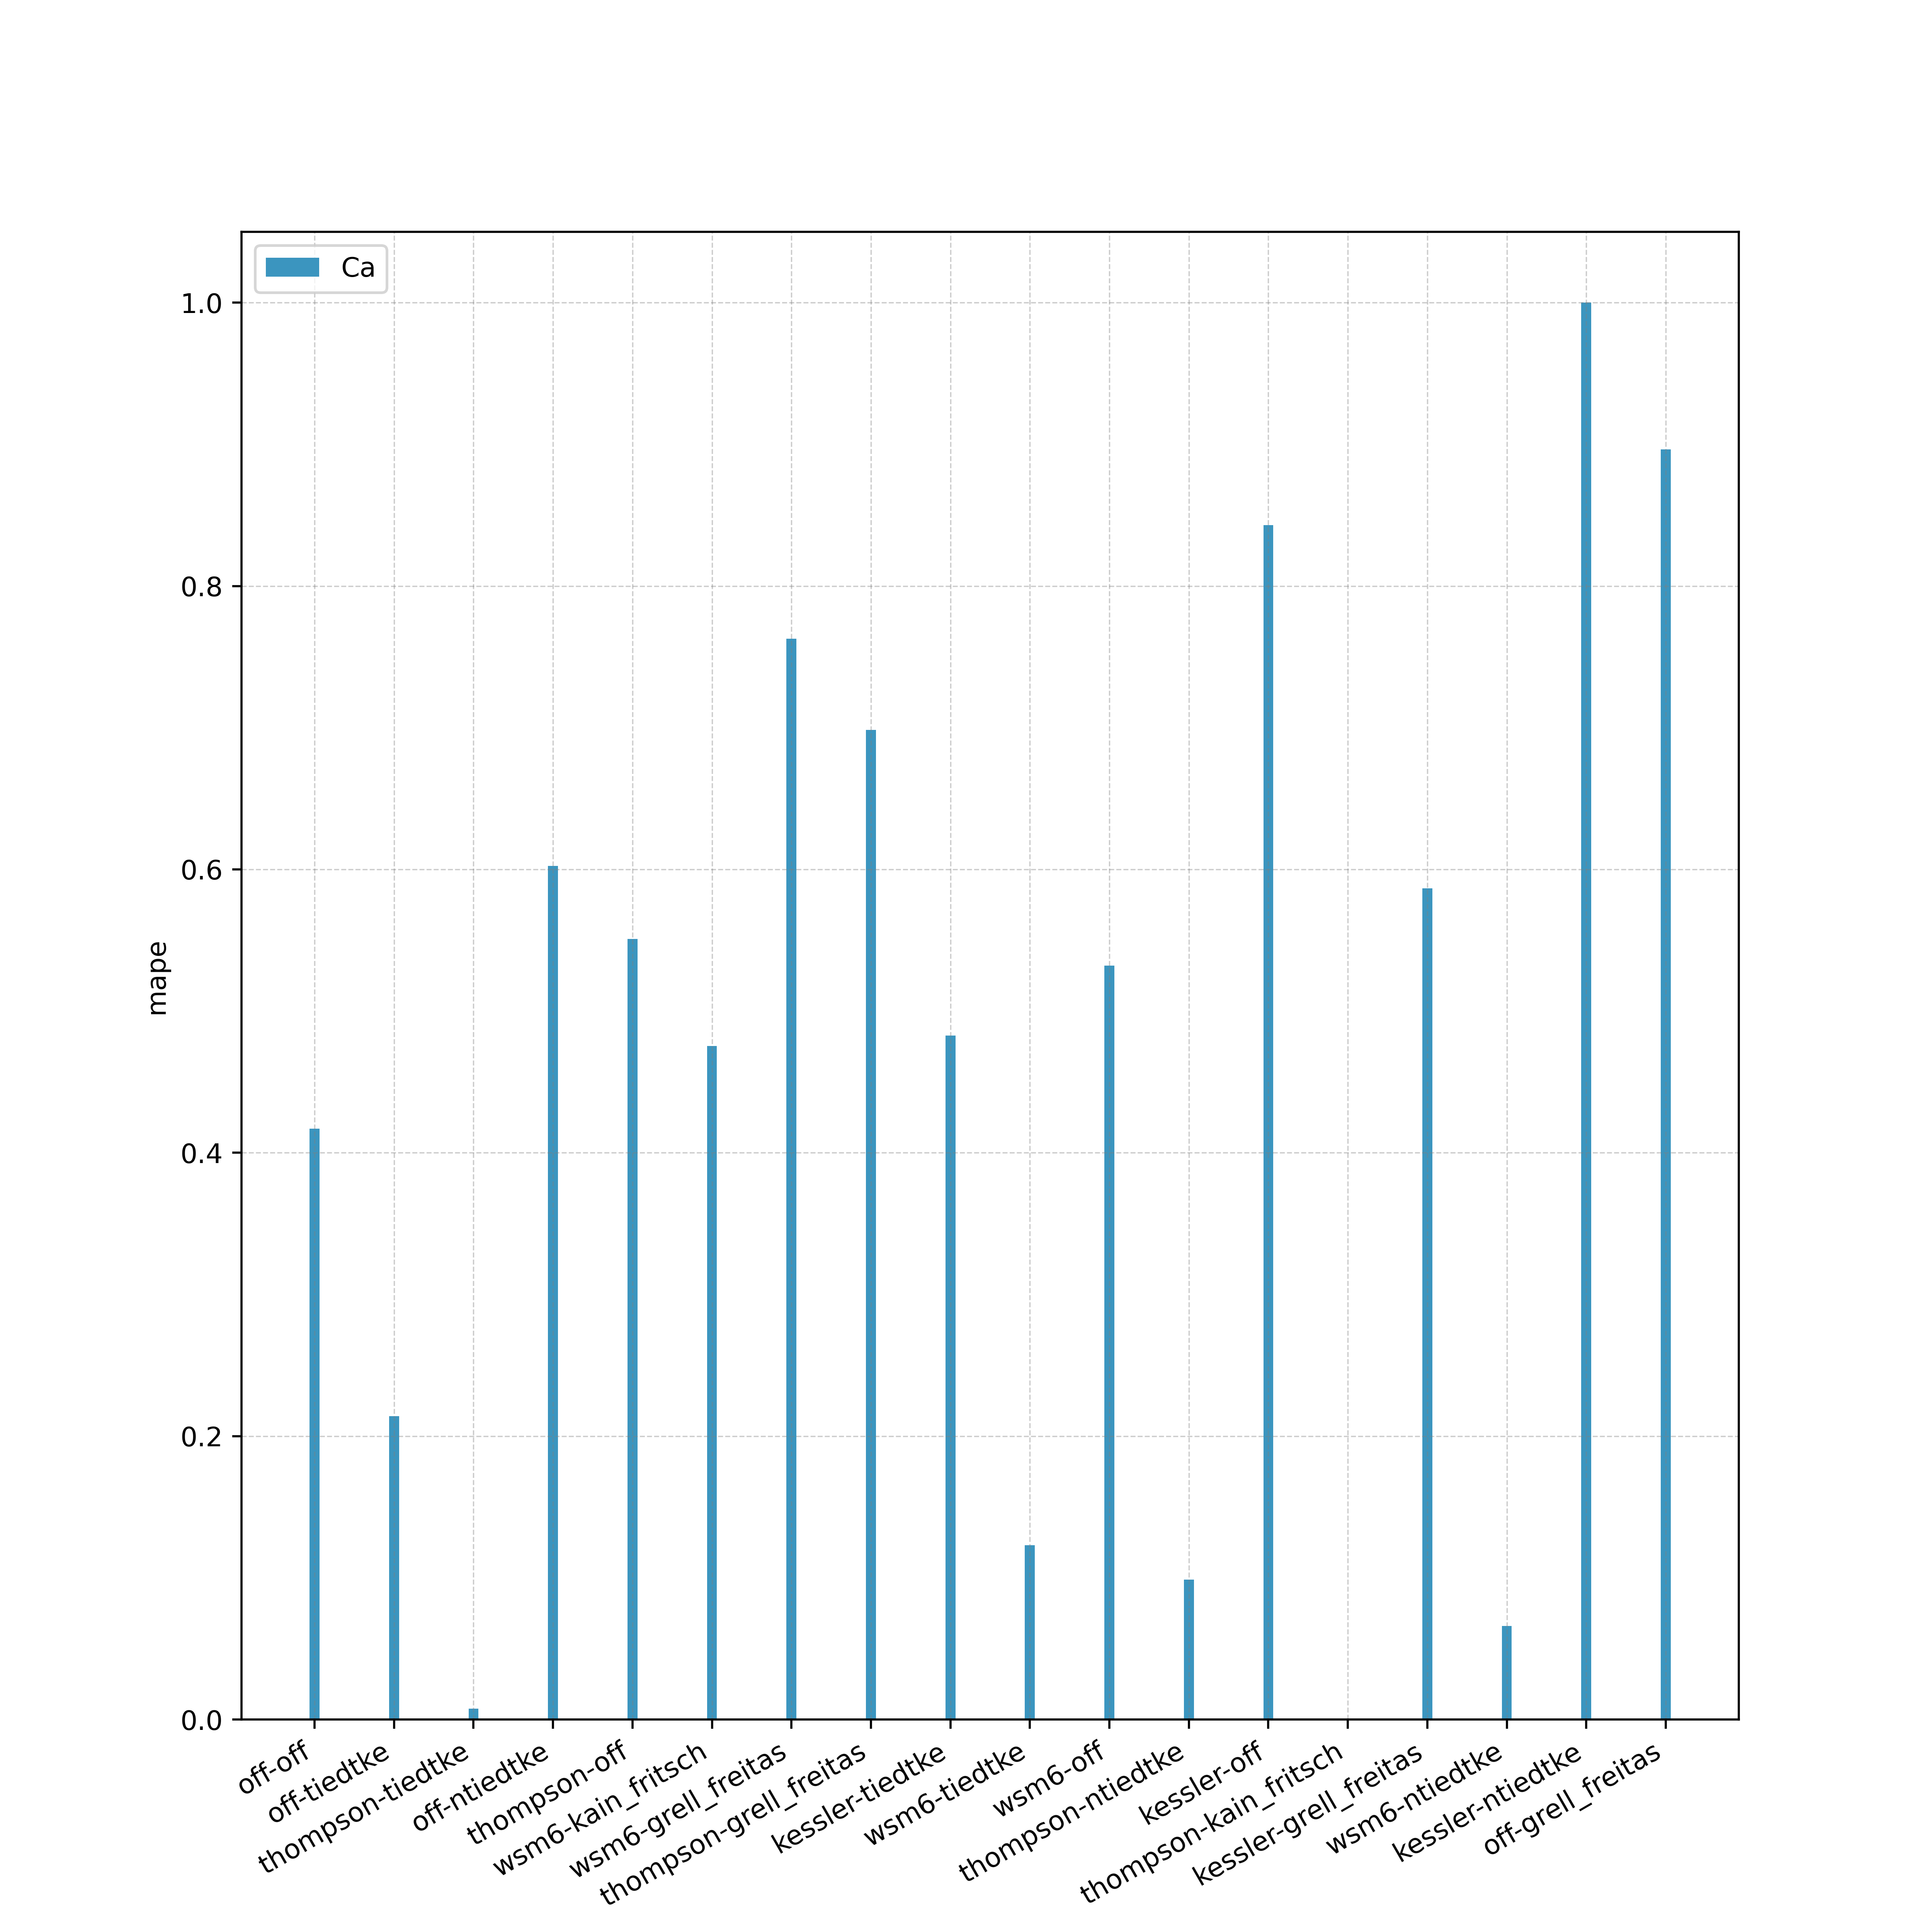 Ca
1.0
0.8
0.6
0.4
0.2
0.0
mape
off-off
off-tiedtke
thompson-tiedtke
off-ntiedtke
thompson-off
wsm6-kain_fritsch
wsm6-grell_freitas
thompson-grell_freitas
kessler-tiedtke
wsm6-tiedtke
wsm6-off
thompson-ntiedtke
kessler-off
thompson-kain_fritsch
kessler-grell_freitas
wsm6-ntiedtke
kessler-ntiedtke
off-grell_freitas